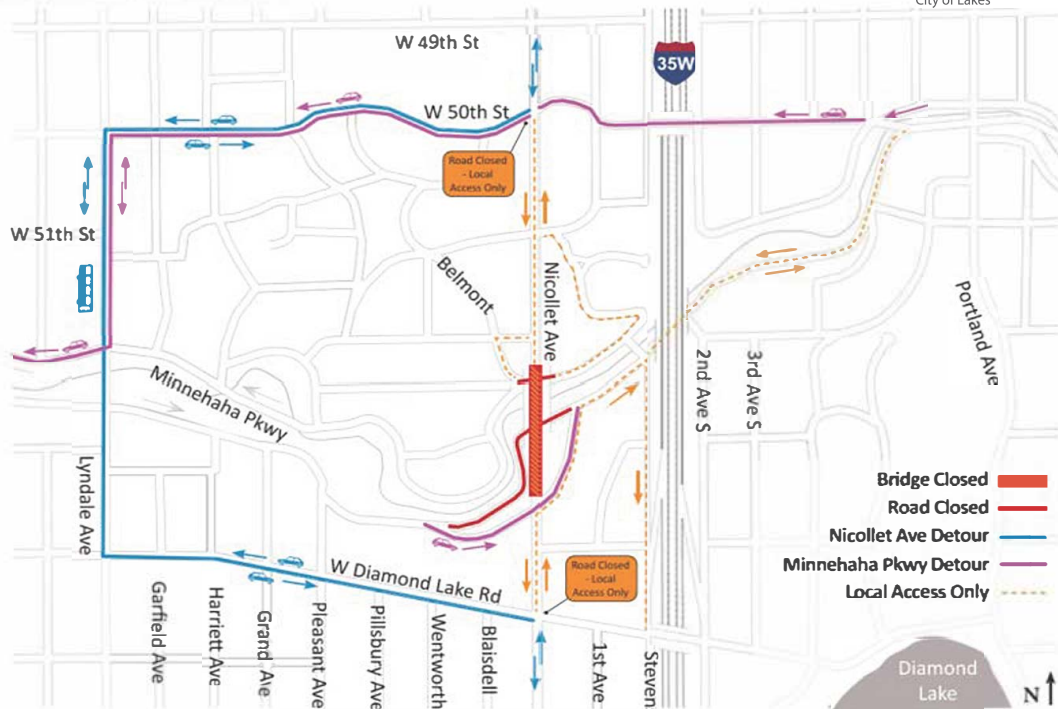 City of Lakes
W 49th St
35W
W 50th St
Road Closed
- Local
Access Only
W 51th St
Belmont
Nicollet Ave
Portland Ave
Minnehaha Pkwy
2nd Ave S
3rd Ave S
Lyndale Ave
Bridge Closed
Road Closed
Nicollet Ave Detour
Minnehaha Pkwy Detour
Local Access Only
W Diamond Lake Rd
Road Closed
- Local
Access Only
Garfield Ave
Harriett Ave
Grand Ave
Pleasant Ave
Pillsbury Ave
Wentworth
Blaisdell
1st Ave
Steven
Diamond
Lake
N